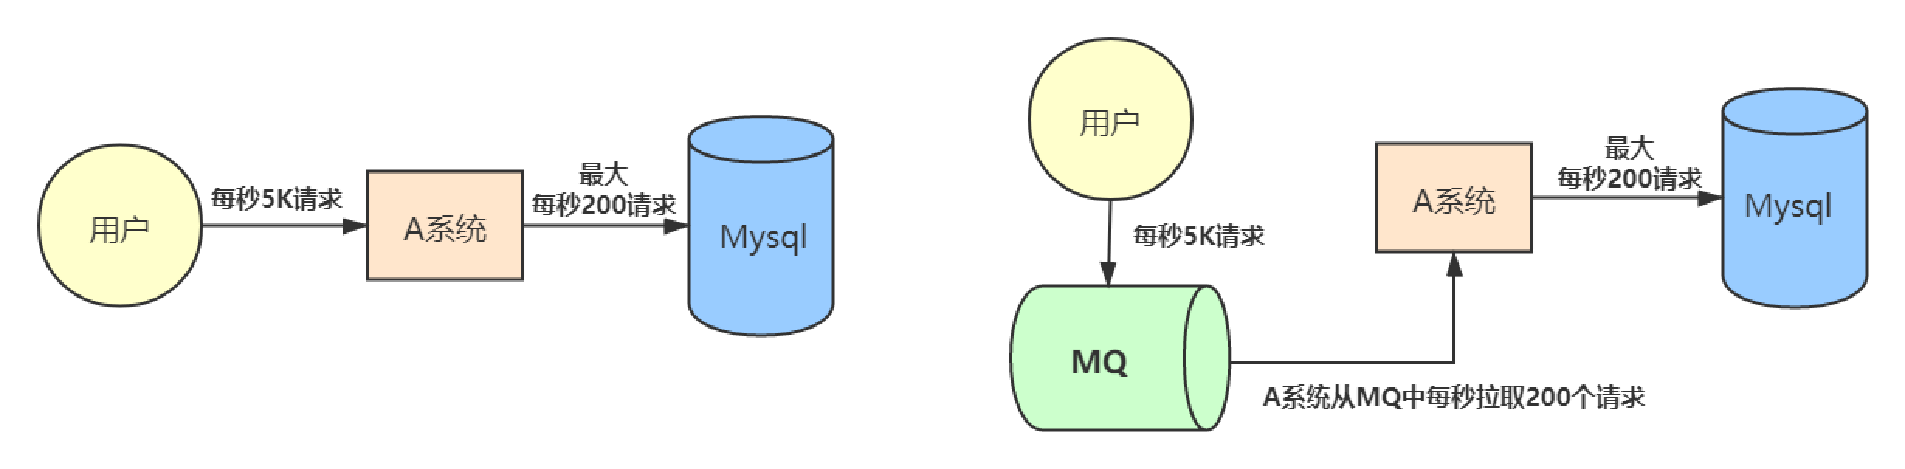 用户
每秒5K请求
A系统
最大
每秒200请求
Mysql
用户
每秒5K请求
MQ
A系统从MQ中每秒拉取200个请求
A系统
最大
每秒200请求
Mysql